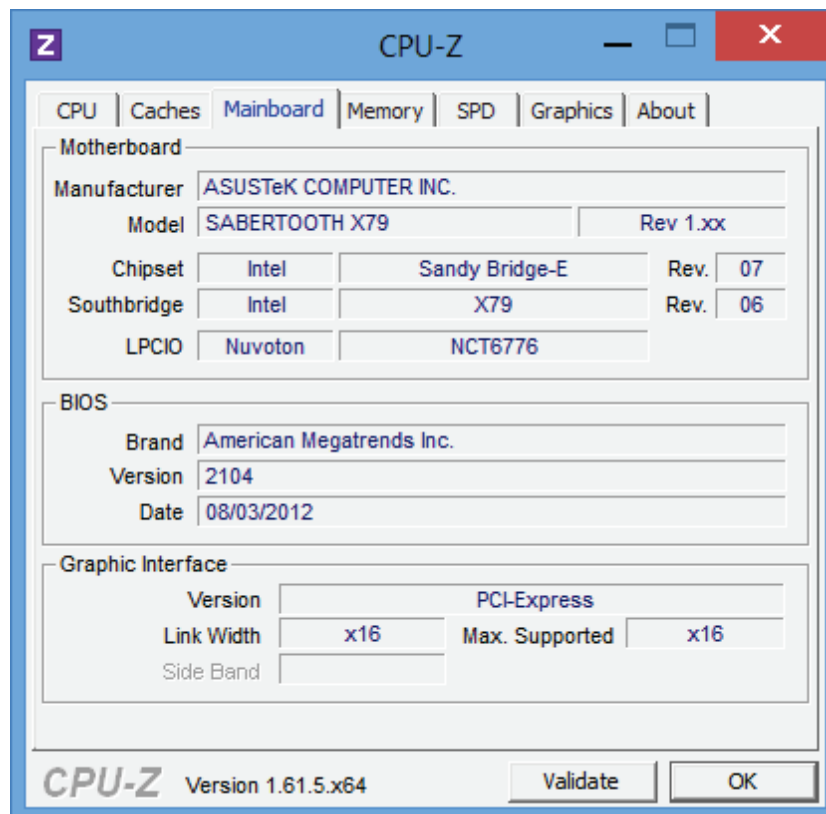 Z CPU-Z
CPU Caches Mainboard Memory SPD Graphics About
Motherboard
Manufacturer ASUSTeK COMPUTER INC.
Model SABERTOOTH X79 Rev 1.xx
Chipset Intel Sandy Bridge-E Rev. 07
Southbridge Intel X79 Rev. 06
LPCIO Nuvoton NCT6776
BIOS
Brand American Megatrends Inc.
Version 2104
Date 08/03/2012
Graphic Interface
Version PCI-Express
Link Width x16 Max. Supported x16
Side Band
CPU-Z Version 1.61.5.x64 Validate OK